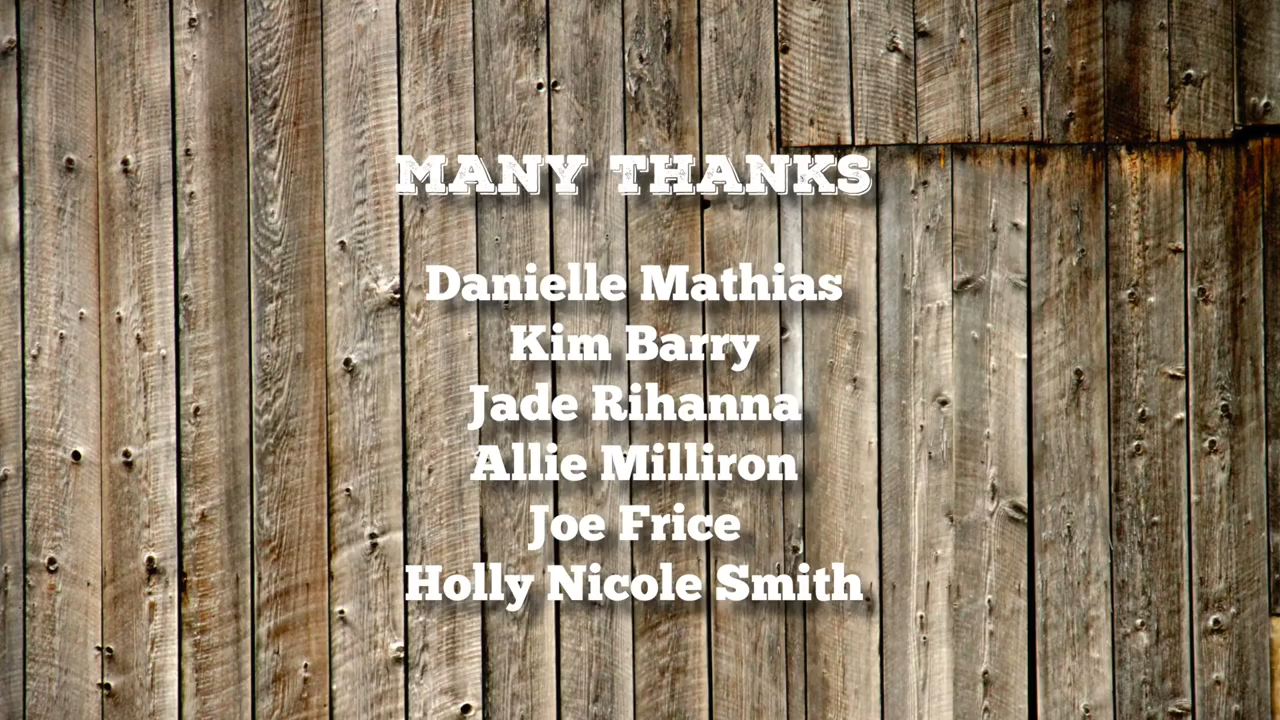 MANY THANKS
Danielle Mathias
Kim Barry
Jade Rihanna
Allie Milliron
Joe Frice
Holly Nicole Smith